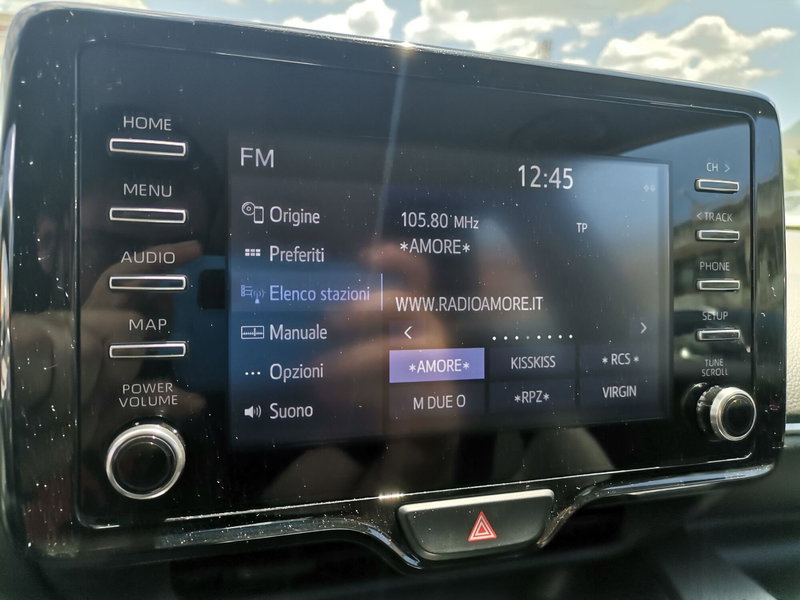 HOME
MENU
AUDIO
MAP
POWER
VOLUME
FM
12:45
Origine
Preferiti
Elenco stazioni
Manuale
Opzioni
Suono
105.80 MHz
TP
*AMORE*
WWW.RADIOAMORE.IT
< >
*AMORE* KISSKISS *RCS*
M DUE O *RPZ* VIRGIN
CH >
< TRACK
PHONE
SETUP
TUNE
SCROLL